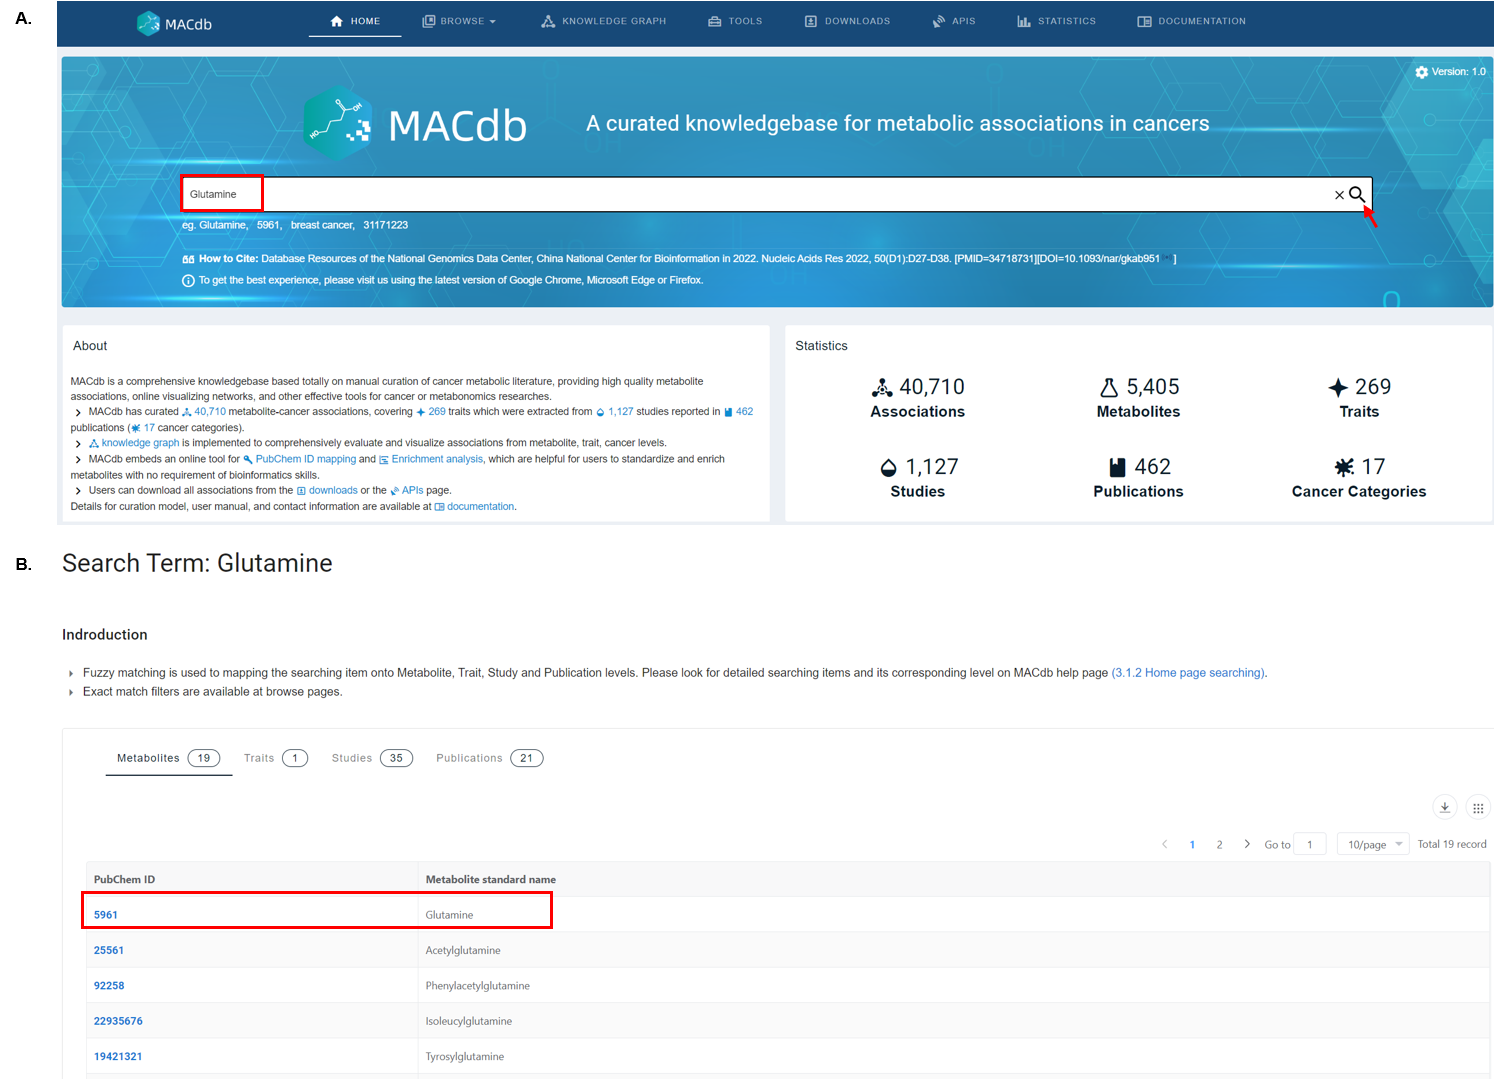 A.
MACdb
HOME
BROWSE
KNOWLEDGE GRAPH
TOOLS
DOWNLOADS
APIS
STATISTICS
DOCUMENTATION
Version: 1.0
HO
OH
MACdb
A curated knowledgebase for metabolic associations in cancers
Glutamine
eg. Glutamine, 5961, breast cancer, 31171223
How to Cite: Database Resources of the National Genomics Data Center, China National Center for Bioinformation in 2022. Nucleic Acids Res 2022, 50(D1):D27-D38. [PMID=34718731][DOI=10.1093/nar/gkab951 ]
To get the best experience, please visit us using the latest version of Google Chrome, Microsoft Edge or Firefox.
About
MACdb is a comprehensive knowledgebase based totally on manual curation of cancer metabolic literature, providing high quality metabolite
associations, online visualizing networks, and other effective tools for cancer or metabonomics researches.
MACdb has curated 40,710 metabolite-cancer associations, covering 269 traits which were extracted from 1,127 studies reported in 462
publications (17 cancer categories).
knowledge graph is implemented to comprehensively evaluate and visualize associations from metabolite, trait, cancer levels.
MACdb embeds an online tool for PubChem ID mapping and Enrichment analysis, which are helpful for users to standardize and enrich
metabolites with no requirement of bioinformatics skills.
Users can download all associations from the downloads or the APIs page.
Details for curation model, user manual, and contact information are available at documentation.
Statistics
40,710
Associations
5,405
Metabolites
269
Traits
1,127
Studies
462
Publications
17
Cancer Categories
B.
Search Term: Glutamine
Indroduction
Fuzzy matching is used to mapping the searching item onto Metabolite, Trait, Study and Publication levels. Please look for detailed searching items and its corresponding level on MACdb help page (3.1.2 Home page searching).
Exact match filters are available at browse pages.
Metabolites 19
Traits 1
Studies 35
Publications 21
1 2 Go to 1 10/page Total 19 record
PubChem ID Metabolite standard name
5961 Glutamine
25561 Acetylglutamine
92258 Phenylacetylglutamine
22935676 Isoleucylglutamine
19421321 Tyrosylglutamine